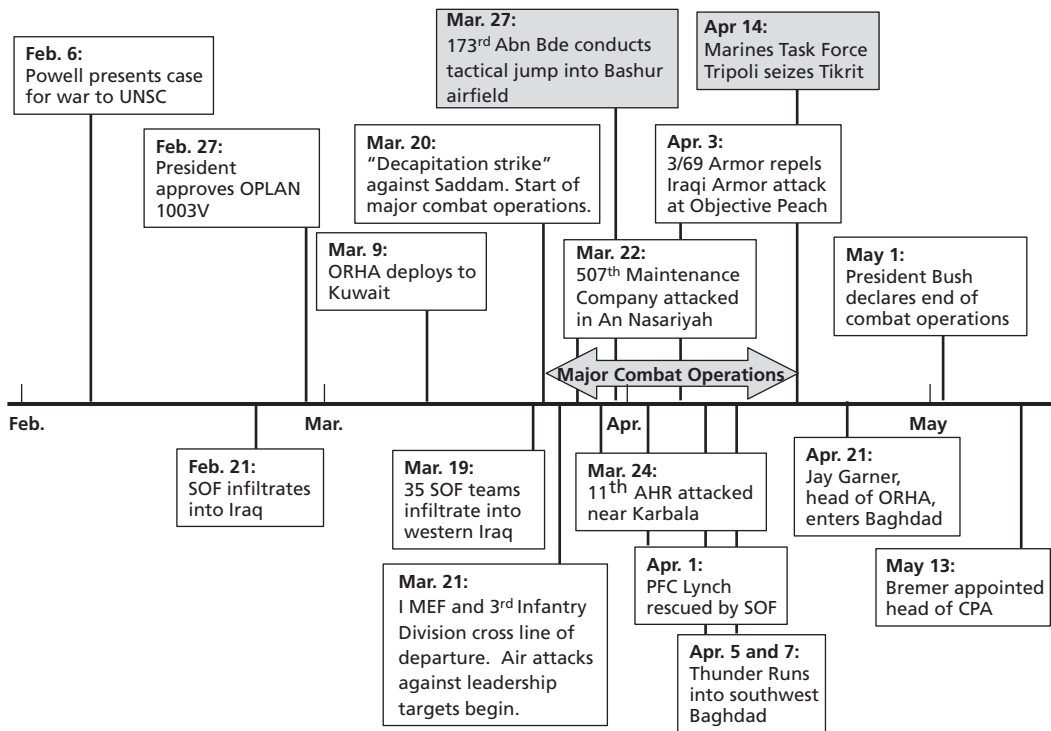 Feb. 6:
Powell presents case
for war to UNSC
Feb. 27:
President
approves OPLAN
1003V
Mar. 9:
ORHA deploys to
Kuwait
Mar. 20:
“Decapitation strike”
against Saddam. Start of
major combat operations.
Mar. 27:
173rd Abn Bde conducts
tactical jump into Bashur
airfield
Mar. 22:
507th Maintenance
Company attacked
in An Nasariyah
Apr. 3:
3/69 Armor repels
Iraqi Armor attack
at Objective Peach
Apr 14:
Marines Task Force
Tripoli seizes Tikrit
May 1:
President Bush
declares end of
combat operations
Major Combat Operations
Feb.
Mar.
Apr.
May
Feb. 21:
SOF infiltrates
into Iraq
Mar. 19:
35 SOF teams
infiltrate into
western Iraq
Mar. 21:
I MEF and 3rd Infantry
Division cross line of
departure. Air attacks
against leadership
targets begin.
Mar. 24:
11th AHR attacked
near Karbala
Apr. 1:
PFC Lynch
rescued by SOF
Apr. 5 and 7:
Thunder Runs
into southwest
Baghdad
Apr. 21:
Jay Garner,
head of ORHA,
enters Baghdad
May 13:
Bremer appointed
head of CPA